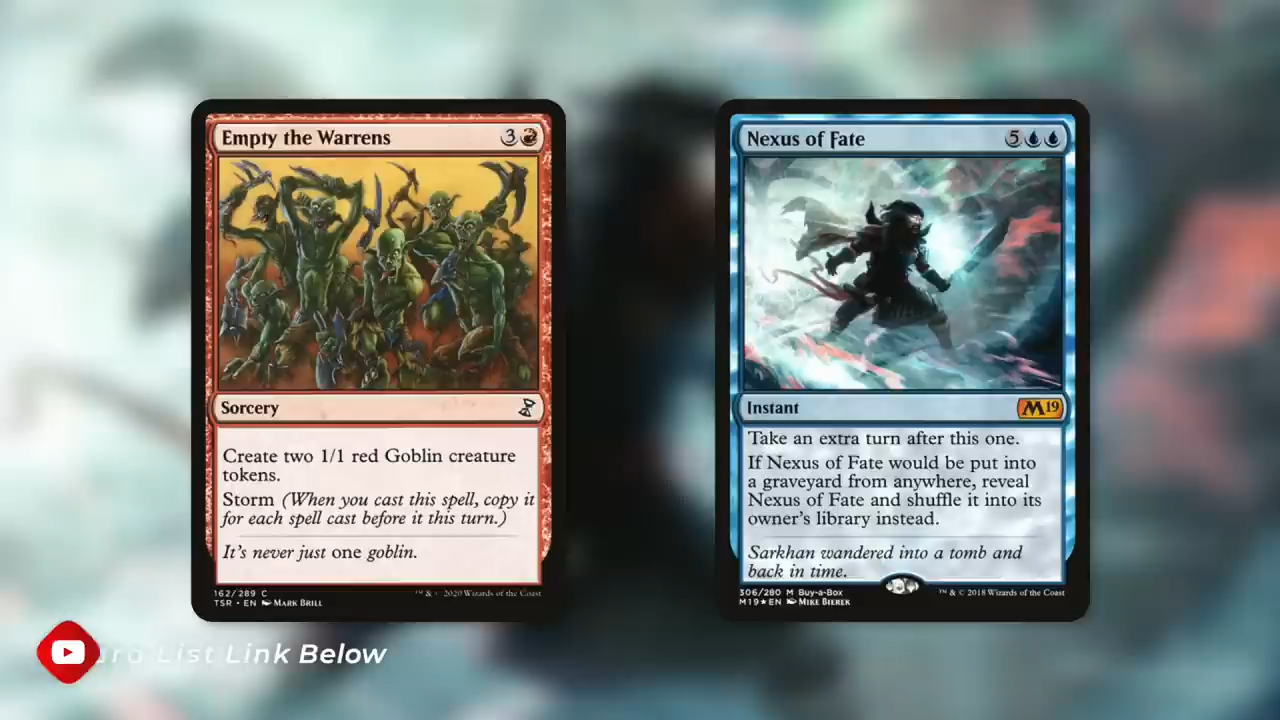 Empty the Warrens 3
Sorcery
Create two 1/1 red Goblin creature
tokens.
Storm (When you cast this spell, copy it
for each spell cast before it this turn.)
It's never just one goblin.
162/289 C
TSR • EN MARK BRILL
™ & © 2020 Wizards of the Coast
Nexus of Fate 5
Instant
M19
Take an extra turn after this one.
If Nexus of Fate would be put into
a graveyard from anywhere, reveal
Nexus of Fate and shuffle it into its
owner's library instead.
Sarkhan wandered into a tomb and
back in time.
306/280 M Buy-a-Box
M19★EN MIKE BIEREK
™ & © 2018 Wizards of the Coast
List Link Below